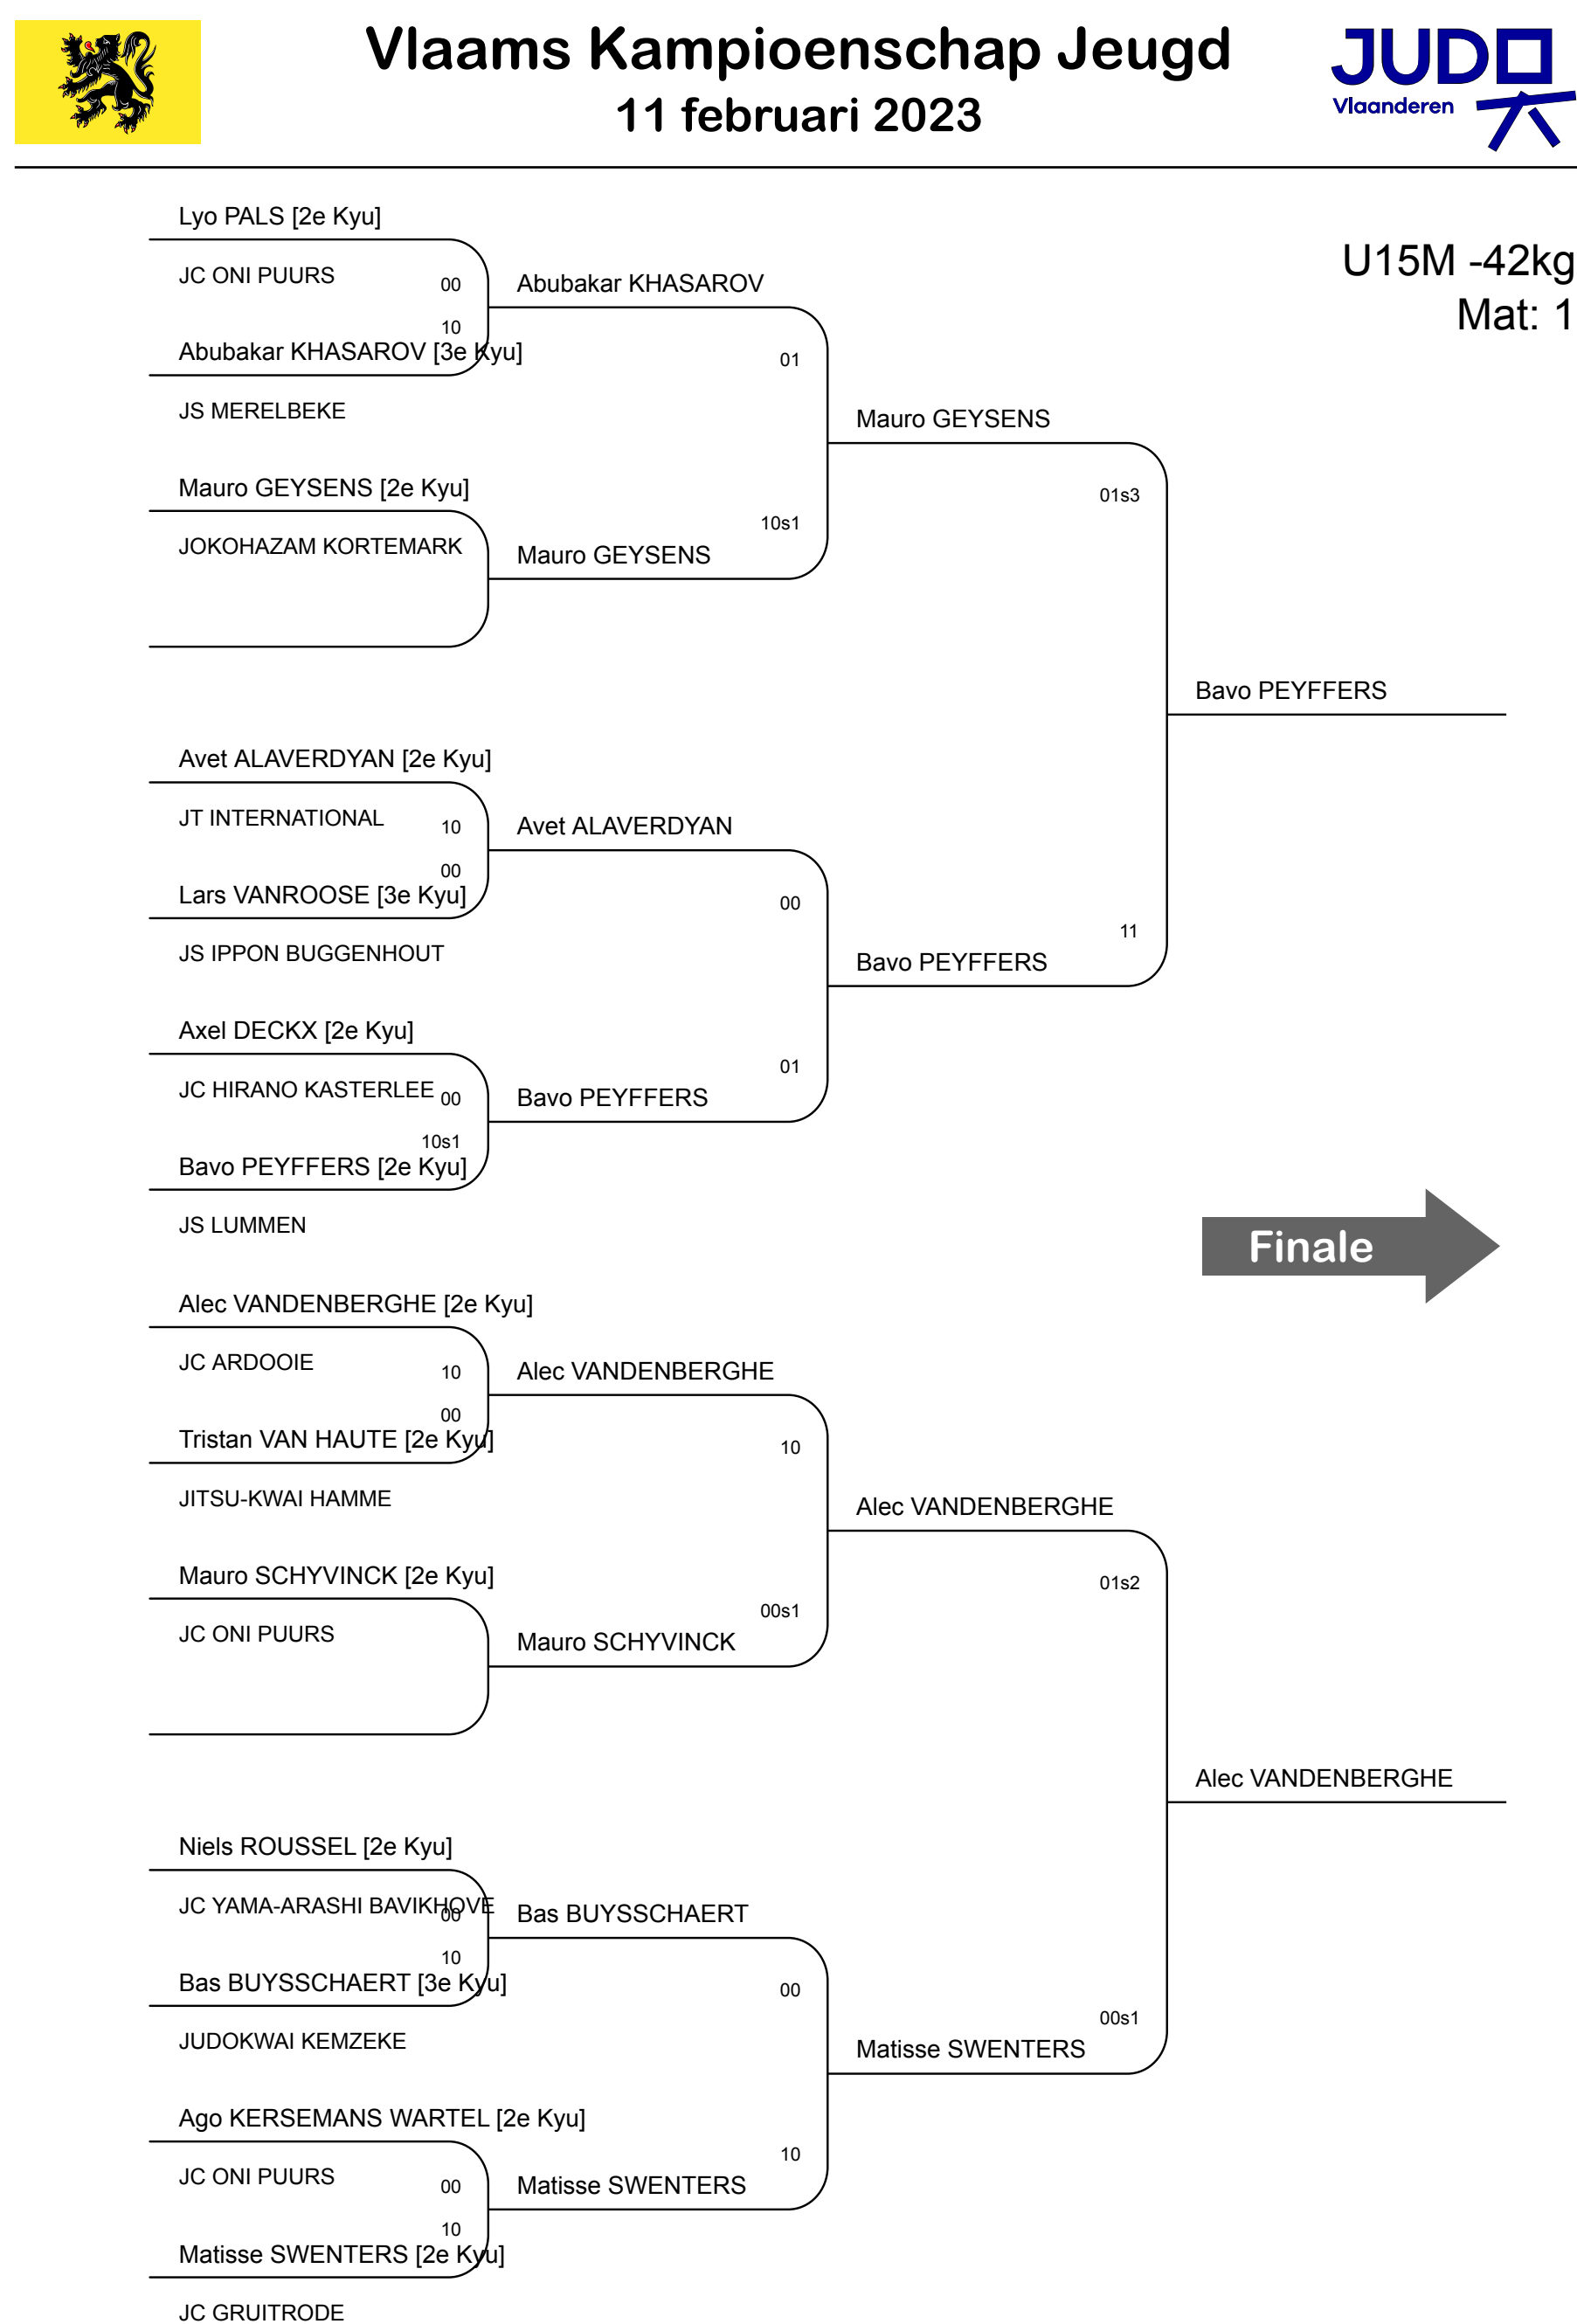 Vlaams Kampioenschap Jeugd
11 februari 2023
JUDO
Vlaanderen
U15M -42kg
Mat: 1
Lyo PALS [2e Kyu]
JC ONI PUURS
00
Abubakar KHASAROV
10
Abubakar KHASAROV [3e Kyu]
01
JS MERELBEKE
Mauro GEYSENS
Mauro GEYSENS [2e Kyu]
01s3
10s1
JOKOHAZAM KORTEMARK
Mauro GEYSENS
Bavo PEYFFERS
Avet ALAVERDYAN [2e Kyu]
JT INTERNATIONAL
10
Avet ALAVERDYAN
00
Lars VANROOSE [3e Kyu]
00
11
JS IPPON BUGGENHOUT
Bavo PEYFFERS
Axel DECKX [2e Kyu]
01
JC HIRANO KASTERLEE
00
Bavo PEYFFERS
10s1
Bavo PEYFFERS [2e Kyu]
JS LUMMEN
Finale
Alec VANDENBERGHE [2e Kyu]
JC ARDOOIE
10
Alec VANDENBERGHE
00
Tristan VAN HAUTE [2e Kyu]
10
JITSU-KWAI HAMME
Alec VANDENBERGHE
Mauro SCHYVINCK [2e Kyu]
01s2
00s1
JC ONI PUURS
Mauro SCHYVINCK
Alec VANDENBERGHE
Niels ROUSSEL [2e Kyu]
JC YAMA-ARASHI BAVIKHOVE
00
Bas BUYSSCHAERT
10
Bas BUYSSCHAERT [3e Kyu]
00
00s1
JUDOKWAI KEMZEKE
Matisse SWENTERS
Ago KERSEMANS WARTEL [2e Kyu]
10
JC ONI PUURS
00
Matisse SWENTERS
10
Matisse SWENTERS [2e Kyu]
JC GRUITRODE